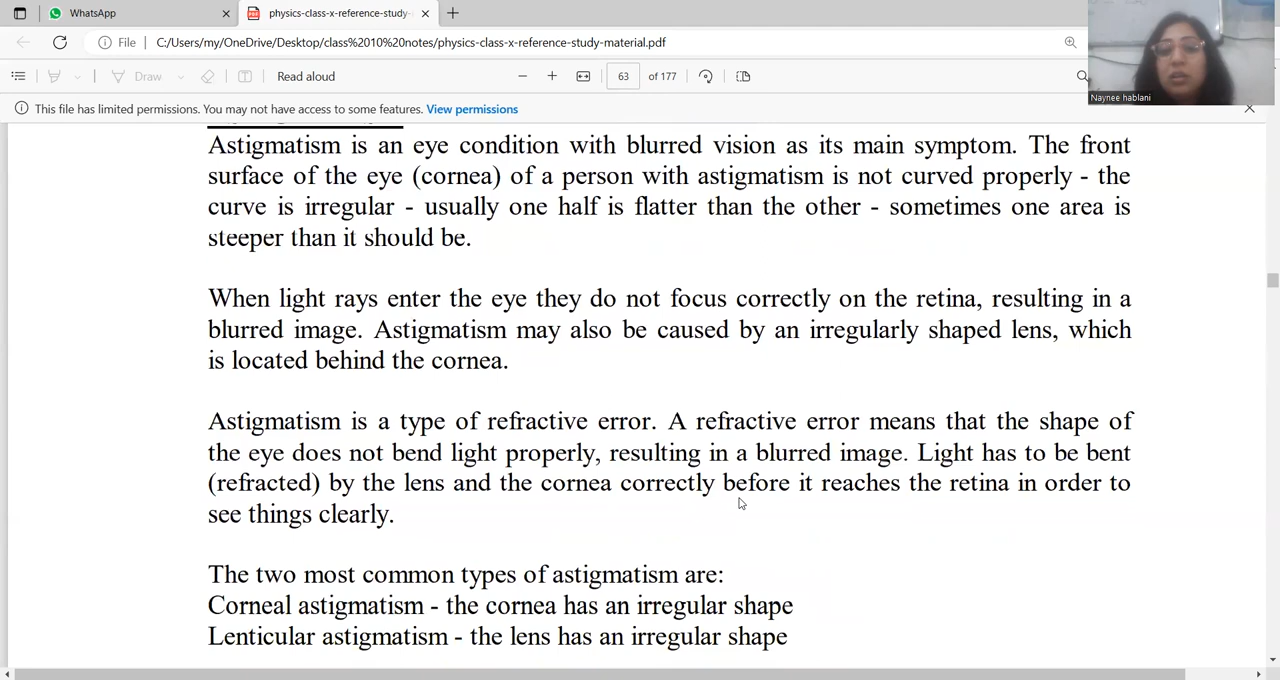 WhatsApp
physics-class-x-reference-study-
File C:/Users/my/OneDrive/Desktop/class%2010%20notes/physics-class-x-reference-study-material.pdf
Draw Read aloud 63 of 177
This file has limited permissions. You may not have access to some features. View permissions
Naynee hablani
Astigmatism is an eye condition with blurred vision as its main symptom. The front
surface of the eye (cornea) of a person with astigmatism is not curved properly - the
curve is irregular - usually one half is flatter than the other - sometimes one area is
steeper than it should be.
When light rays enter the eye they do not focus correctly on the retina, resulting in a
blurred image. Astigmatism may also be caused by an irregularly shaped lens, which
is located behind the cornea.
Astigmatism is a type of refractive error. A refractive error means that the shape of
the eye does not bend light properly, resulting in a blurred image. Light has to be bent
(refracted) by the lens and the cornea correctly before it reaches the retina in order to
see things clearly.
The two most common types of astigmatism are:
Corneal astigmatism - the cornea has an irregular shape
Lenticular astigmatism - the lens has an irregular shape